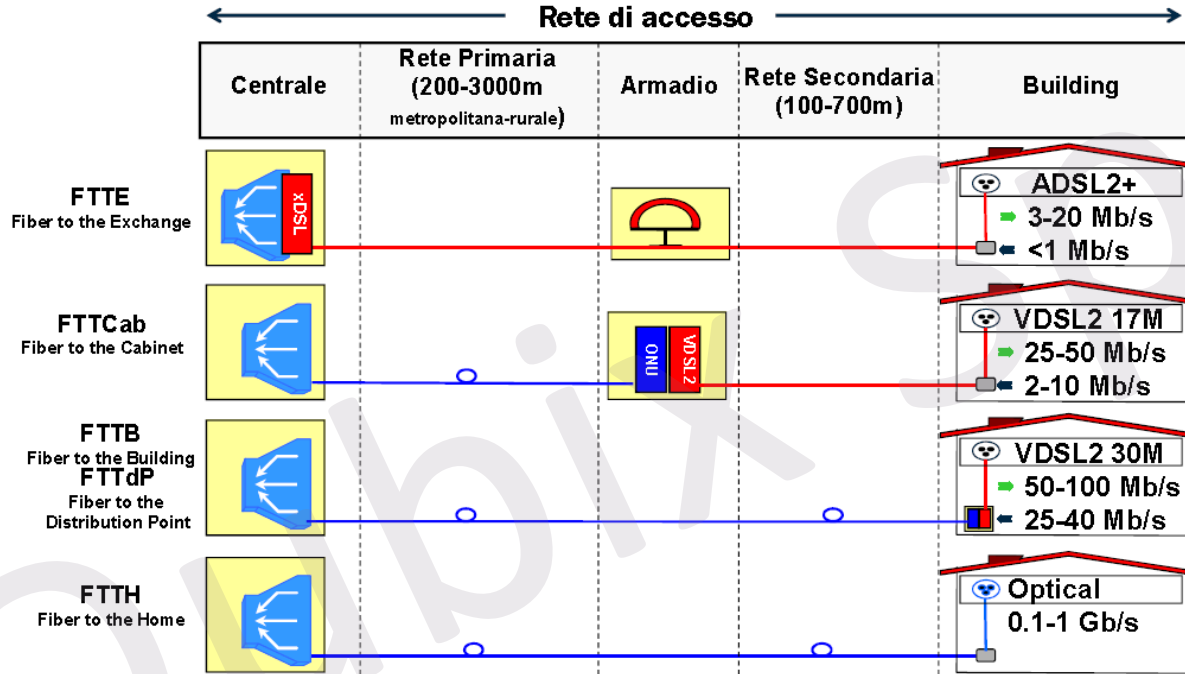 Rete di accesso
Centrale
Rete Primaria
(200-3000m
metropolitana-rurale)
Armadio
Rete Secondaria
(100-700m)
Building
FTTE
Fiber to the Exchange
xDSL
ADSL2+
3-20 Mb/s
<1 Mb/s
FTTCab
Fiber to the Cabinet
ONU
VDSL2
VDSL2 17M
25-50 Mb/s
2-10 Mb/s
FTTB
Fiber to the Building
FTTdP
Fiber to the
Distribution Point
VDSL2 30M
50-100 Mb/s
25-40 Mb/s
FTTH
Fiber to the Home
Optical
0.1-1 Gb/s